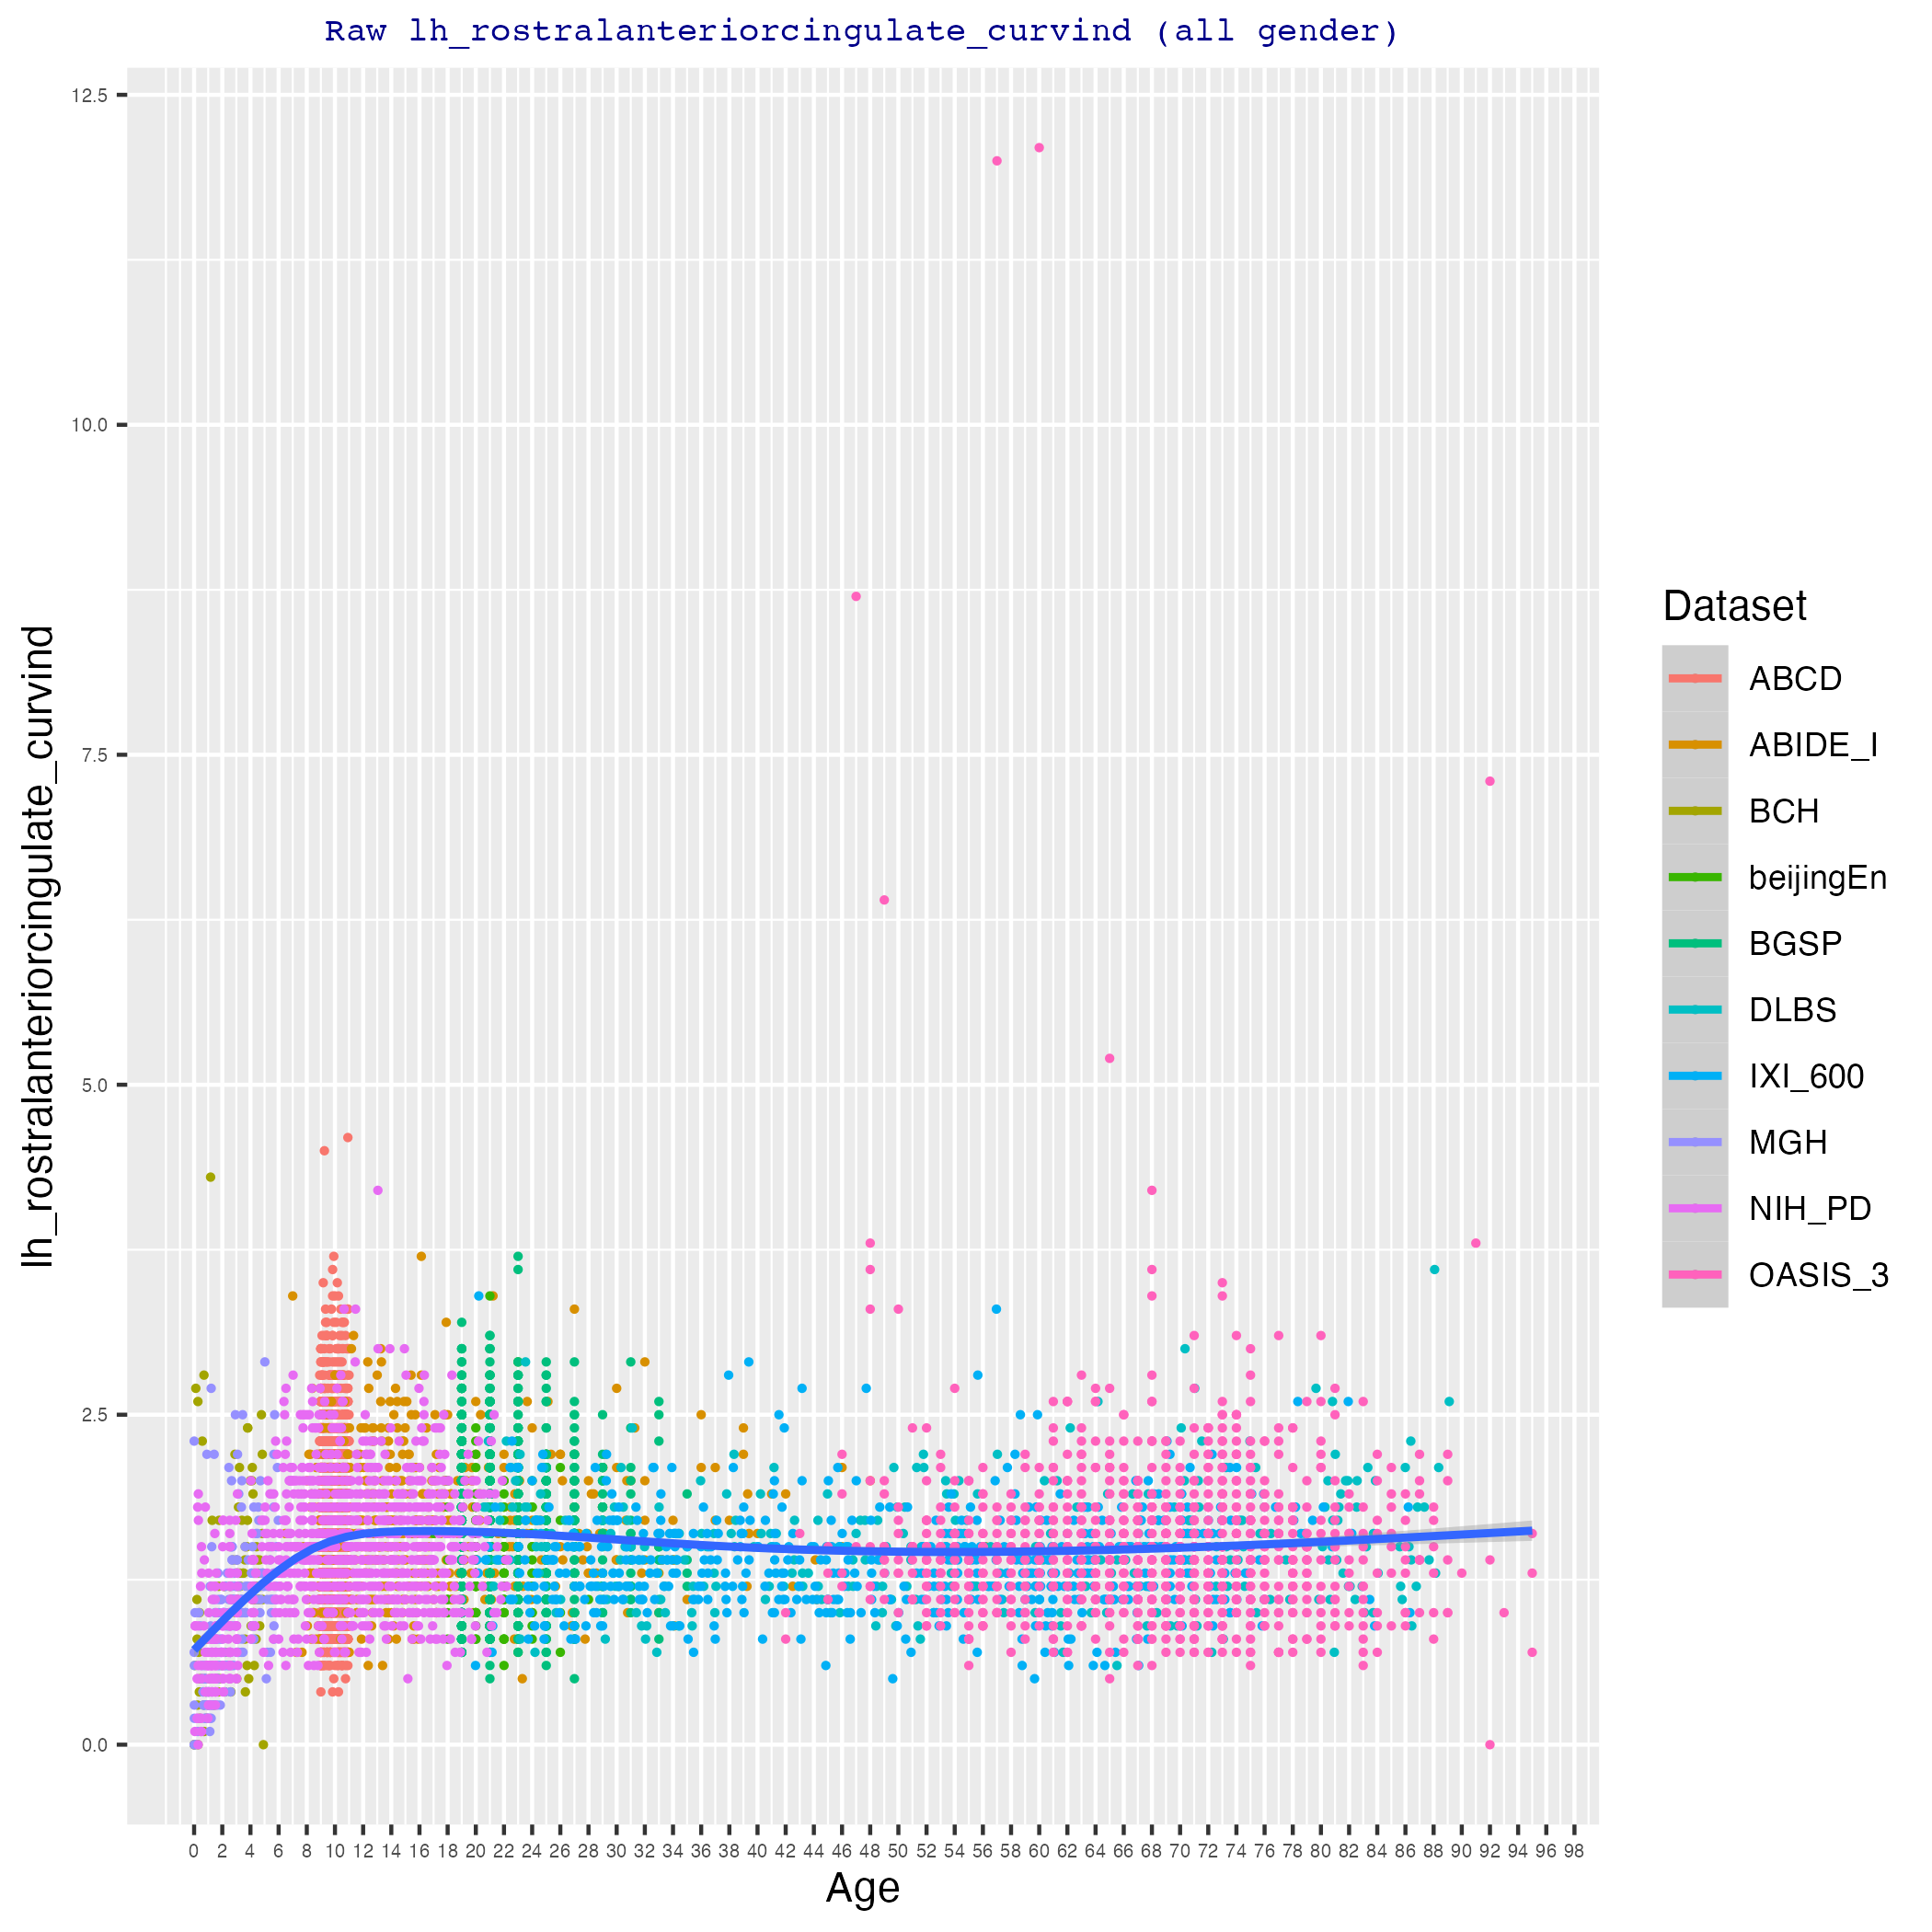 Raw lh_rostralanteriorcingulate_curvind (all gender)
lh_rostralanteriorcingulate_curvind
12.5
10.0
7.5
5.0
2.5
0.0
0 2 4 6 8 10 12 14 16 18 20 22 24 26 28 30 32 34 36 38 40 42 44 46 48 50 52 54 56 58 60 62 64 66 68 70 72 74 76 78 80 82 84 86 88 90 92 94 96 98
Age
Dataset
ABCD
ABIDE_I
BCH
beijingEn
BGSP
DLBS
IXI_600
MGH
NIH_PD
OASIS_3